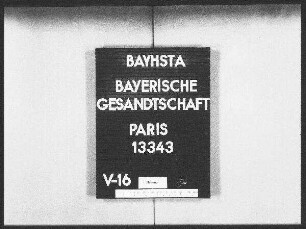 BAYHSTA
BAYERISCHE
GESANDTSCHAFT
PARIS
13343
V-16